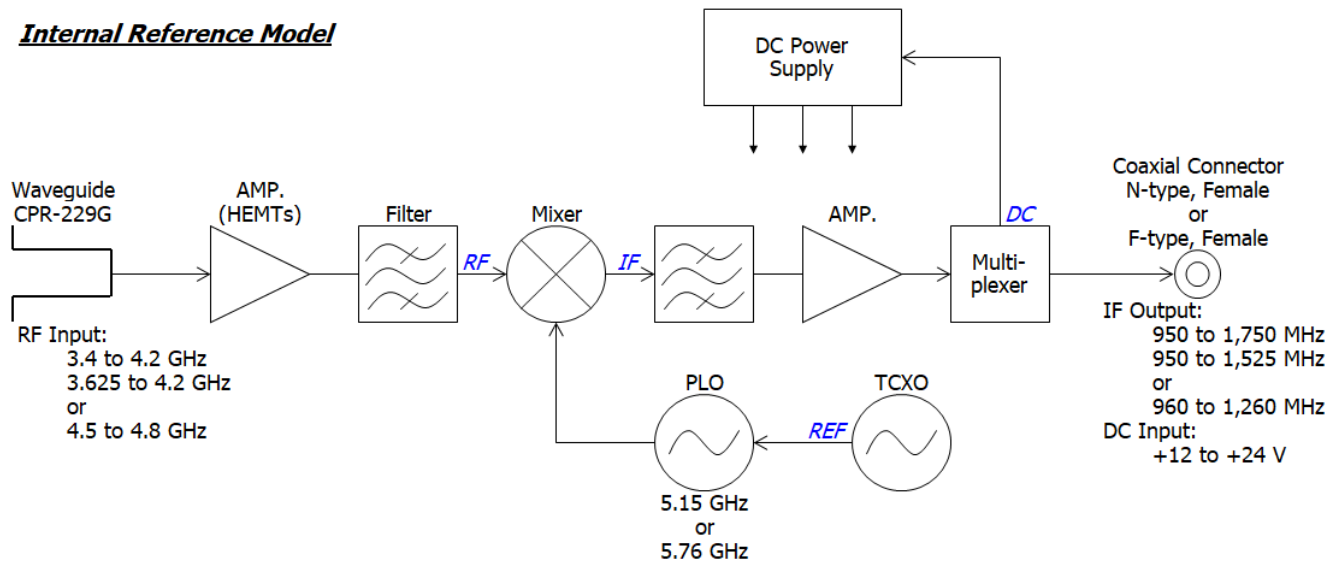 Internal Reference Model
DC Power
Supply
Waveguide
CPR-229G
AMP.
(HEMTs)
Filter
RF
Mixer
IF
AMP.
DC
Multi-
plexer
Coaxial Connector
N-type, Female
or
F-type, Female
RF Input:
3.4 to 4.2 GHz
3.625 to 4.2 GHz
or
4.5 to 4.8 GHz
PLO
REF
TCXO
5.15 GHz
or
5.76 GHz
IF Output:
950 to 1,750 MHz
950 to 1,525 MHz
or
960 to 1,260 MHz
DC Input:
+12 to +24 V